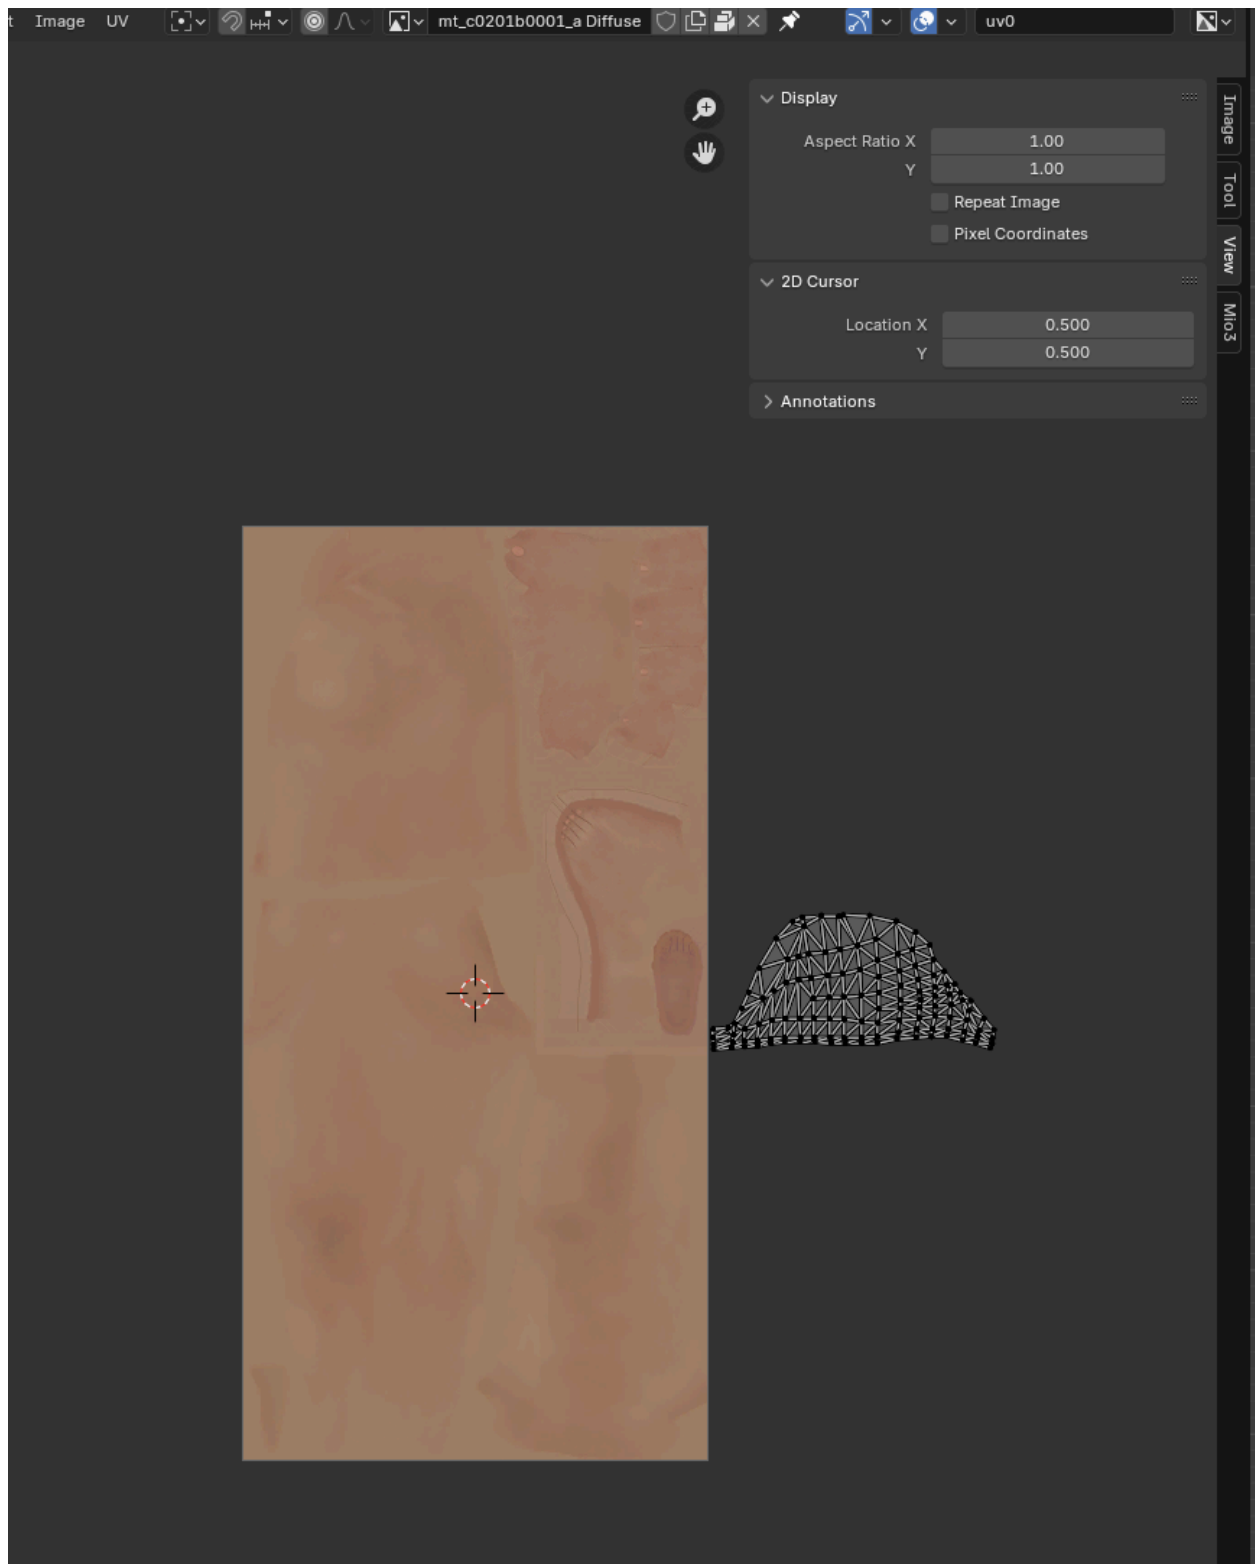 t Image UV mt_c0201b0001_a Diffuse uv0
Display
Aspect Ratio X 1.00
Y 1.00
Repeat Image
Pixel Coordinates
2D Cursor
Location X 0.500
Y 0.500
Annotations
Image
Tool
View
Mio3